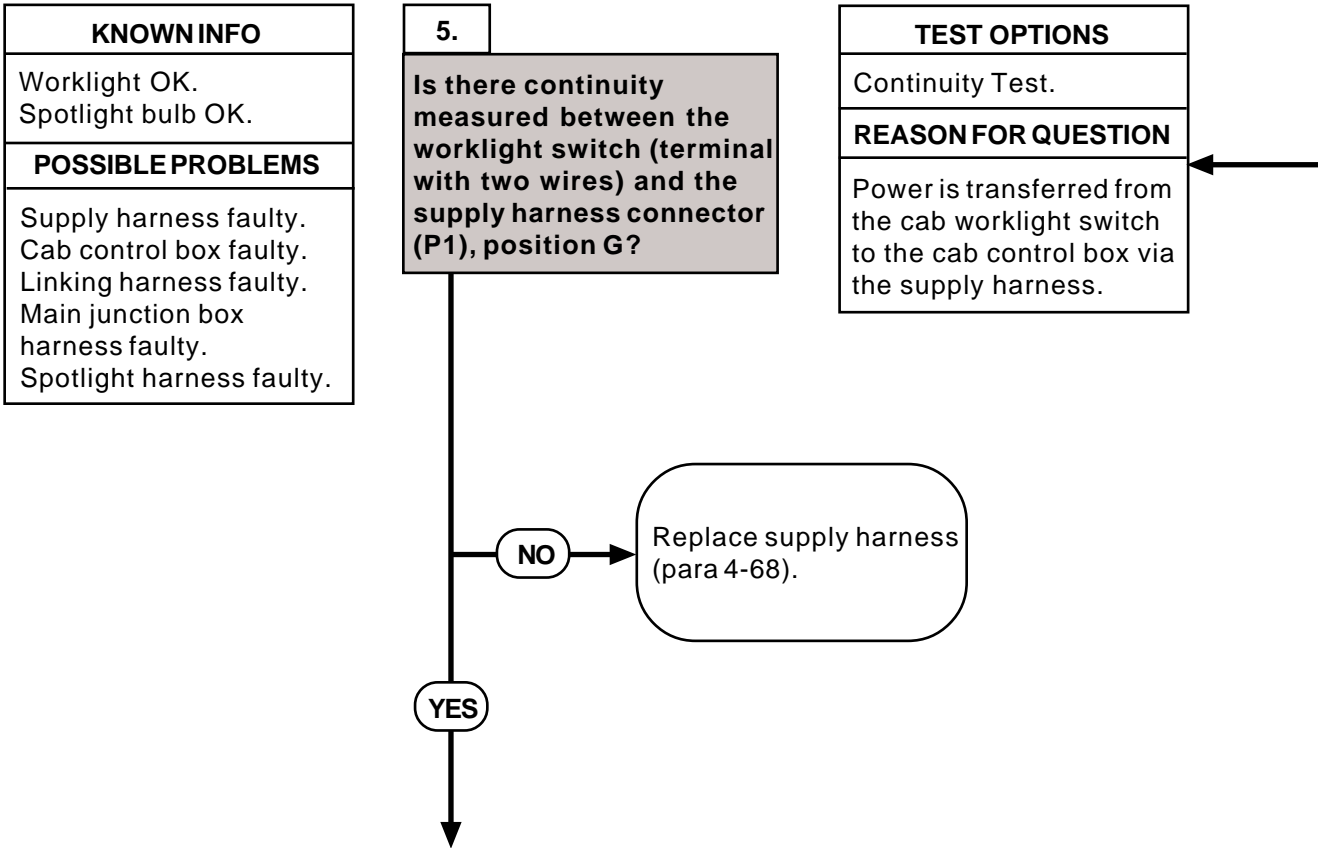 KNOWN INFO
Worklight OK.
Spotlight bulb OK.
POSSIBLE PROBLEMS
Supply harness faulty.
Cab control box faulty.
Linking harness faulty.
Main junction box
harness faulty.
Spotlight harness faulty.
5.
Is there continuity
measured between the
worklight switch (terminal
with two wires) and the
supply harness connector
(P1), position G?
TEST OPTIONS
Continuity Test.
REASON FOR QUESTION
Power is transferred from
the cab worklight switch
to the cab control box via
the supply harness.
NO
Replace supply harness
(para 4-68).
YES